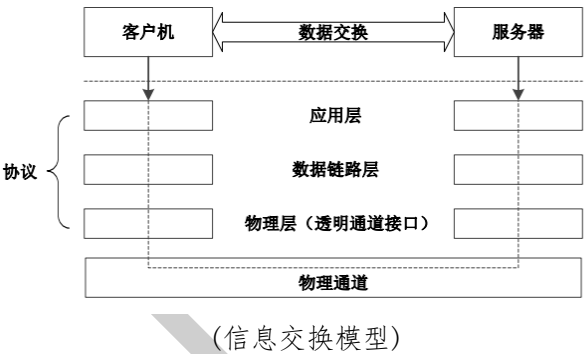 客户机 数据交换 服务器
应用层
协议 数据链路层
物理层（透明通道接口）
物理通道
(信息交换模型)